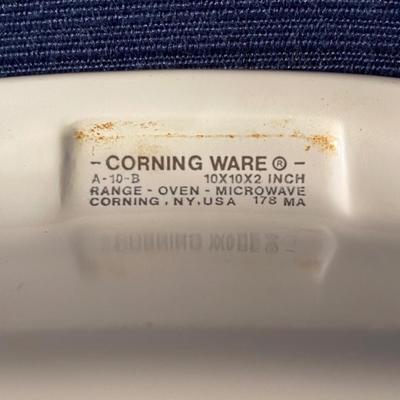 - CORNING WARE ® -
A-10-B 10X10X2 INCH
RANGE - OVEN - MICROWAVE
CORNING, NY, USA 178 MA